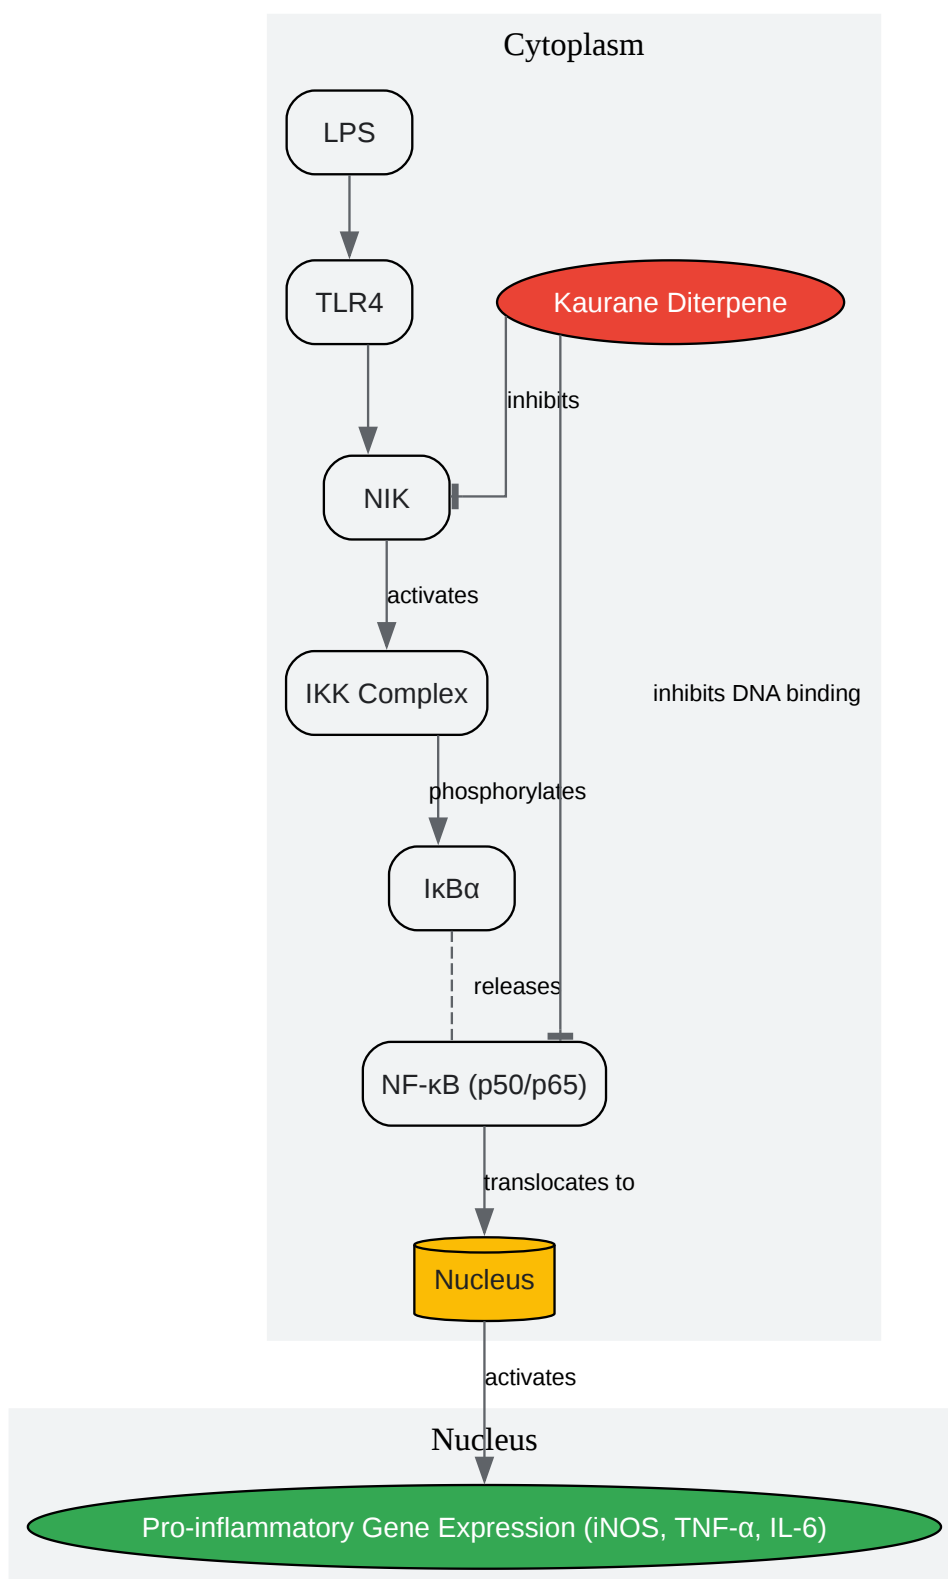 Cytoplasm
LPS
TLR4
Kaurane Diterpene
inhibits
NIK
activates
IKK Complex
inhibits DNA binding
phosphorylates
IκBα
releases
NF-κB (p50/p65)
translocates to
Nucleus
activates
Nucleus
Pro-inflammatory Gene Expression (iNOS, TNF-α, IL-6)